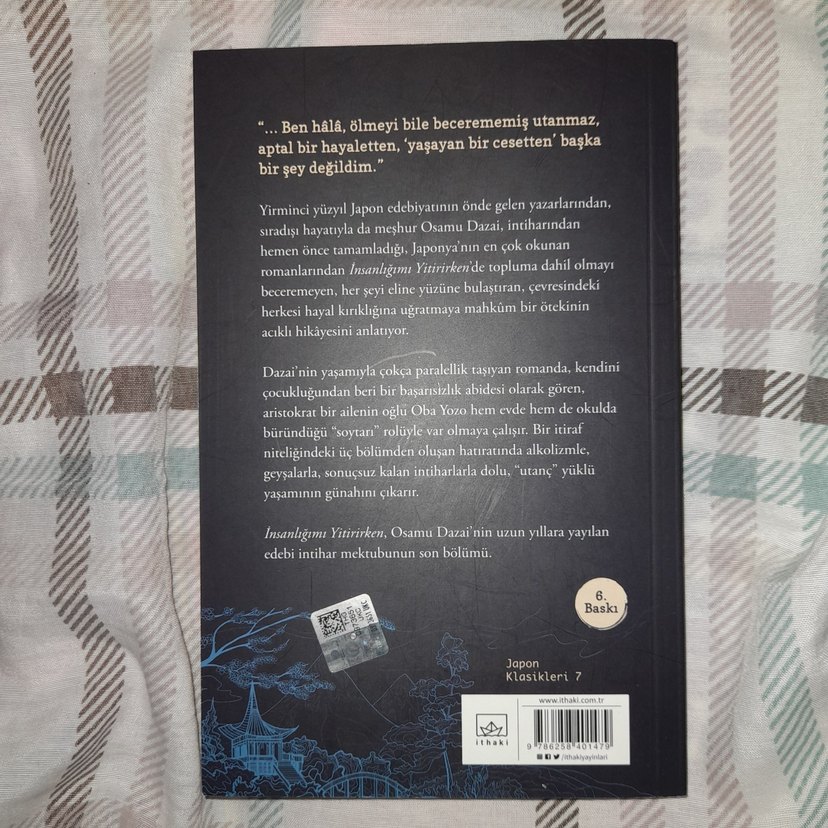 “... Ben hâlâ, ölmeyi bile becerememiş utanmaz,
aptal bir hayaletten, ‘yaşayan bir cesetten’ başka
bir şey değildim.”
Yirminci yüzyıl Japon edebiyatının önde gelen yazarlarından,
sıradışı hayatıyla da meşhur Osamu Dazai, intiharından
hemen önce tamamladığı, Japonya’nın en çok okunan
romanlarından İnsanlığımı Yitirirken’de topluma dahil olmayı
beceremeyen, her şeyi eline yüzüne bulaştıran, çevresindeki
herkesi hayal kırıklığına uğratmaya mahkûm bir ötekinin
acıklı hikâyesini anlatıyor.
Dazai’nin yaşamıyla çokça paralellik taşıyan romanda, kendini
çocukluğundan beri bir başarısızlık abidesi olarak gören,
aristokrat bir ailenin oğlu Oba Yozo hem evde hem de okulda
büründüğü “soytarı” rolüyle var olmaya çalışır. Bir itiraf
niteliğindeki üç bölümden oluşan hatıratında alkolizmle,
geyşalarla, sonuçsuz kalan intiharlarla dolu, “utanç” yüklü
yaşamının günahını çıkarır.
İnsanlığımı Yitirirken, Osamu Dazai’nin uzun yıllara yayılan
edebi intihar mektubunun son bölümü.
6.
Baskı
Japon
Klasikleri 7
www.ithaki.com.tr
ithaki
9 786258 401479
/ithakiyayinlari